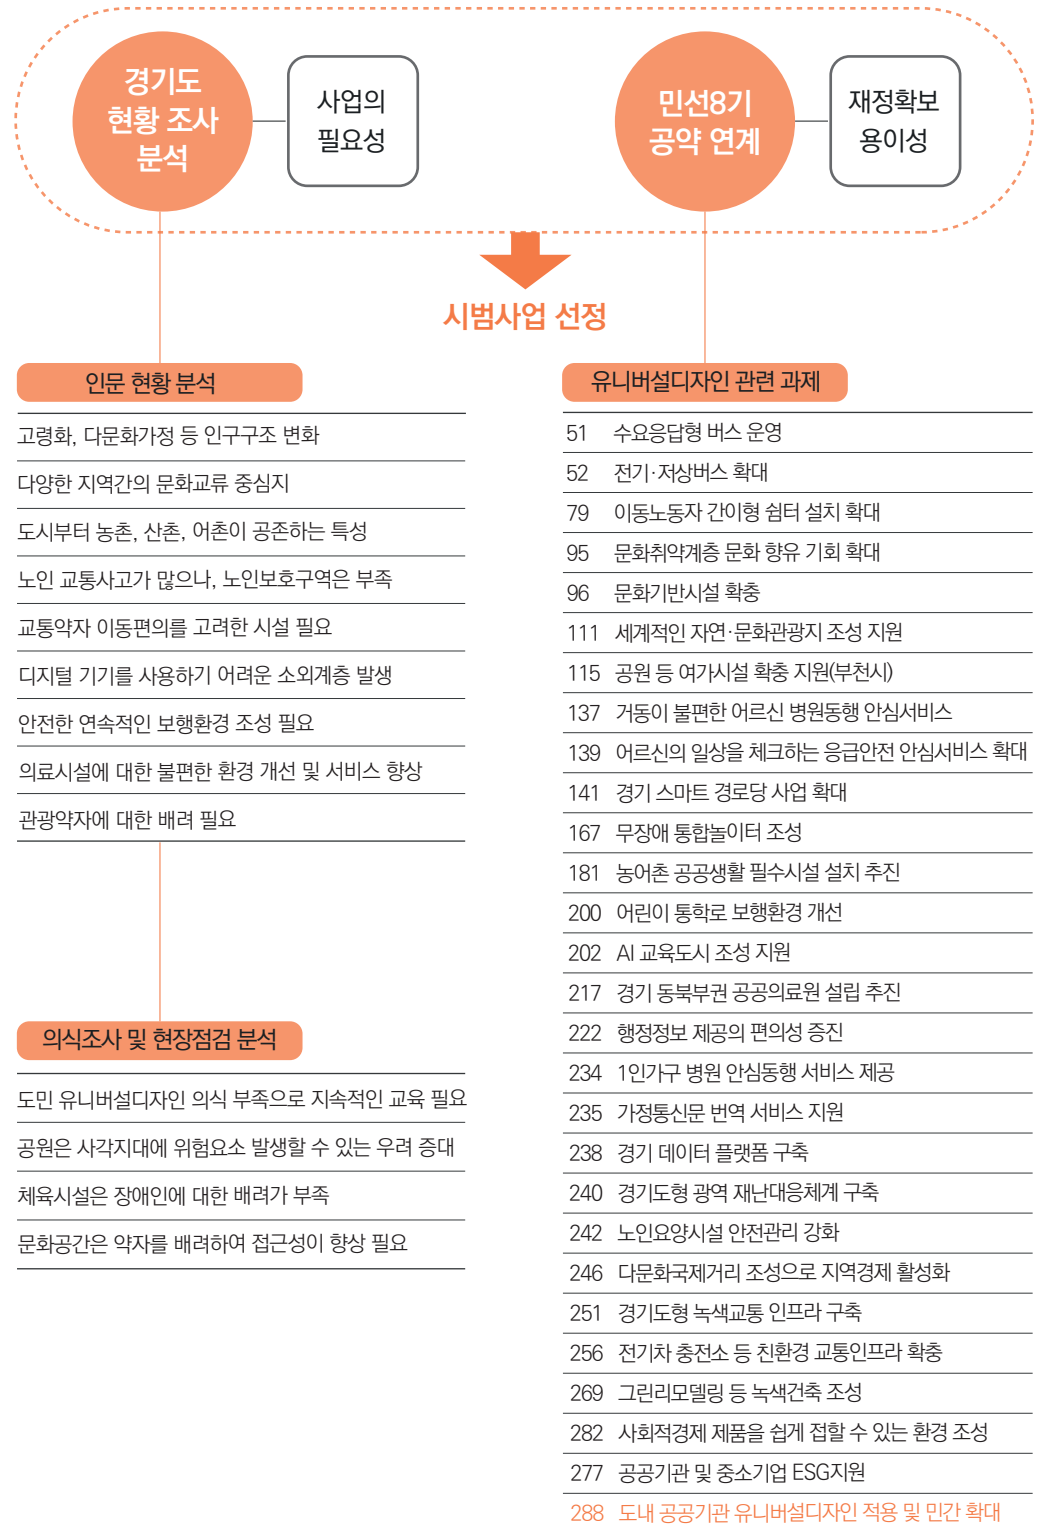 경기도
현황 조사
분석
사업의
필요성
민선8기
공약 연계
재정확보
용이성
시범사업 선정
인문 현황 분석
고령화, 다문화가정 등 인구구조 변화
다양한 지역간의 문화교류 중심지
도시부터 농촌, 산촌, 어촌이 공존하는 특성
노인 교통사고가 많으나, 노인보호구역은 부족
교통약자 이동편의를 고려한 시설 필요
디지털 기기를 사용하기 어려운 소외계층 발생
안전한 연속적인 보행환경 조성 필요
의료시설에 대한 불편한 환경 개선 및 서비스 향상
관광약자에 대한 배려 필요
의식조사 및 현장점검 분석
도민 유니버설디자인 의식 부족으로 지속적인 교육 필요
공원은 사각지대에 위험요소 발생할 수 있는 우려 증대
체육시설은 장애인에 대한 배려가 부족
문화공간은 약자를 배려하여 접근성이 향상 필요
유니버설디자인 관련 과제
51 수요응답형 버스 운영
52 전기·저상버스 확대
79 이동노동자 간이형 쉼터 설치 확대
95 문화취약계층 문화 향유 기회 확대
96 문화기반시설 확충
111 세계적인 자연·문화관광지 조성 지원
115 공원 등 여가시설 확충 지원(부천시)
137 거동이 불편한 어르신 병원동행 안심서비스
139 어르신의 일상을 체크하는 응급안전 안심서비스 확대
141 경기 스마트 경로당 사업 확대
167 무장애 통합놀이터 조성
181 농어촌 공공생활 필수시설 설치 추진
200 어린이 통학로 보행환경 개선
202 AI 교육도시 조성 지원
217 경기 동북부권 공공의료원 설립 추진
222 행정정보 제공의 편의성 증진
234 1인가구 병원 안심동행 서비스 제공
235 가정통신문 번역 서비스 지원
238 경기 데이터 플랫폼 구축
240 경기도형 광역 재난대응체계 구축
242 노인요양시설 안전관리 강화
246 다문화국제거리 조성으로 지역경제 활성화
251 경기도형 녹색교통 인프라 구축
256 전기차 충전소 등 친환경 교통인프라 확충
269 그린리모델링 등 녹색건축 조성
282 사회적경제 제품을 쉽게 접할 수 있는 환경 조성
277 공공기관 및 중소기업 ESG지원
288 도내 공공기관 유니버설디자인 적용 및 민간 확대